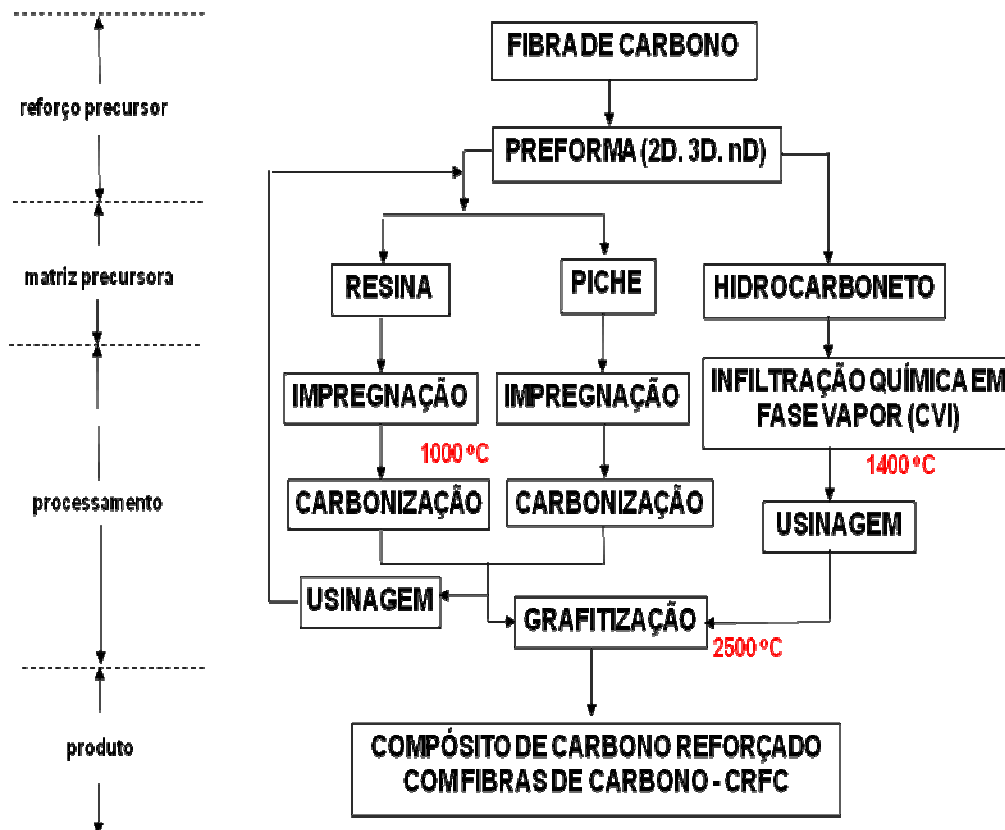 FIBRA DE CARBONO
reforço precursor
PREFORMA (2D. 3D. nD)
matriz precursora
RESINA
PICHE
HIDROCARBONETO
IMPREGNAÇÃO
IMPREGNAÇÃO
INFILTRAÇÃO QUÍMICA EM
FASE VAPOR (CVI)
1000 ºC
1400 ºC
processamento
CARBONIZAÇÃO
CARBONIZAÇÃO
USINAGEM
USINAGEM
GRAFITIZAÇÃO
2500 ºC
produto
COMPÓSITO DE CARBONO REFORÇADO
COM FIBRAS DE CARBONO - CRFC